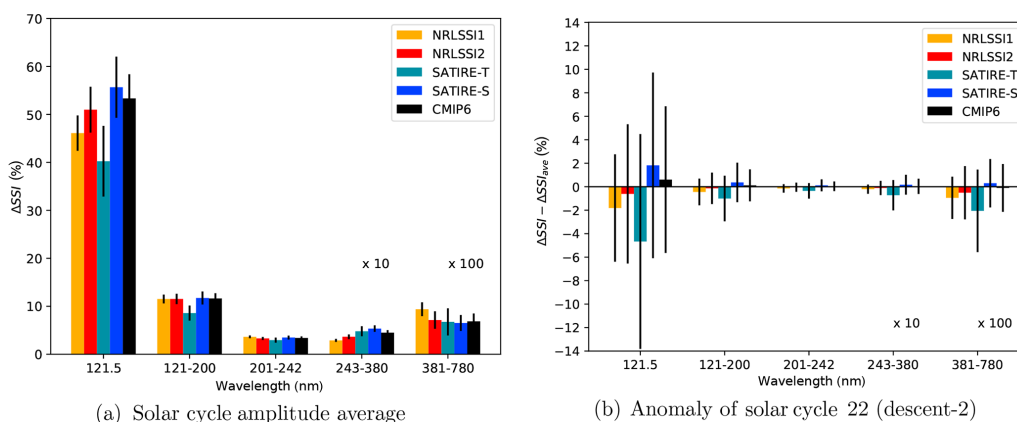 70
60
50
40
30
20
10
0
ΔSSI (%)
NRLSSI1
NRLSSI2
SATIRE-T
SATIRE-S
CMIP6
x 10
x 100
121.5
121-200
201-242
243-380
381-780
Wavelength (nm)
(a) Solar cycle amplitude average
14
12
10
8
6
4
2
0
−2
−4
−6
−8
−10
−12
−14
ΔSSI − ΔSSIave (%)
NRLSSI1
NRLSSI2
SATIRE-T
SATIRE-S
CMIP6
x 10
x 100
121.5
121-200
201-242
243-380
381-780
Wavelength (nm)
(b) Anomaly of solar cycle 22 (descent-2)